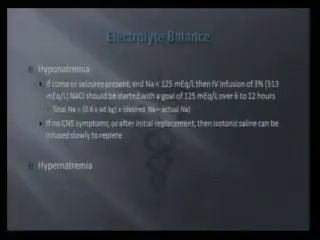 Electrolyte Balance
Hyponatremia
If coma or seizures present, and Na < 125 mEq/L then IV infusion of 3% (513
mEq/L) NaCl should be started with a goal of 125 mEq/L over 6 to 12 hours
Total Na = (0.6 x wt kg) x (desired Na – actual Na)
If no CNS symptoms, or after initial replacement, then isotonic saline can be
infused slowly to replete
Hypernatremia